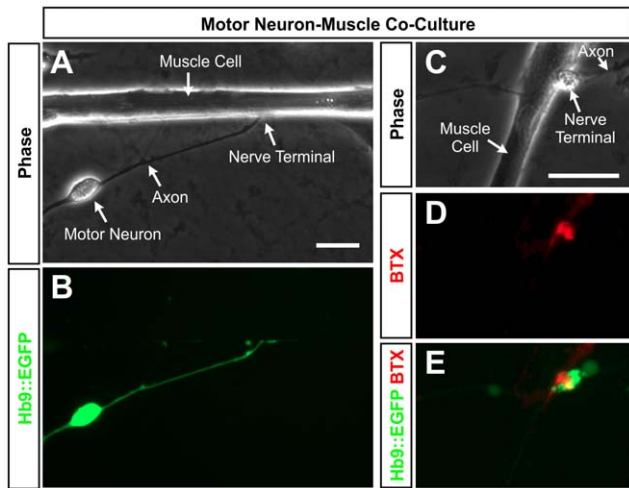 Motor Neuron-Muscle Co-Culture
Phase
A
Muscle Cell
Nerve Terminal
Axon
Motor Neuron
Hb9::EGFP
B
Phase
C
Axon
Nerve
Terminal
Muscle
Cell
BTX
D
Hb9::EGFP BTX
E